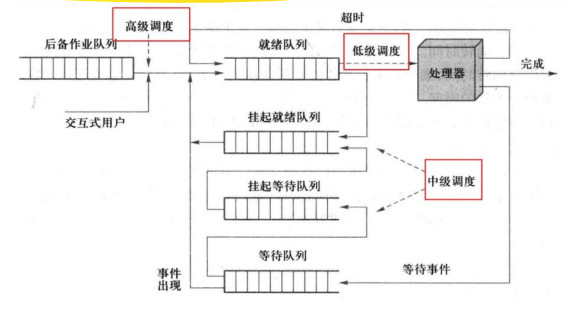 超时
高级调度
后备作业队列
就绪队列
低级调度
处理器
完成
交互式用户
挂起就绪队列
中级调度
挂起等待队列
等待队列
事件
出现
等待事件